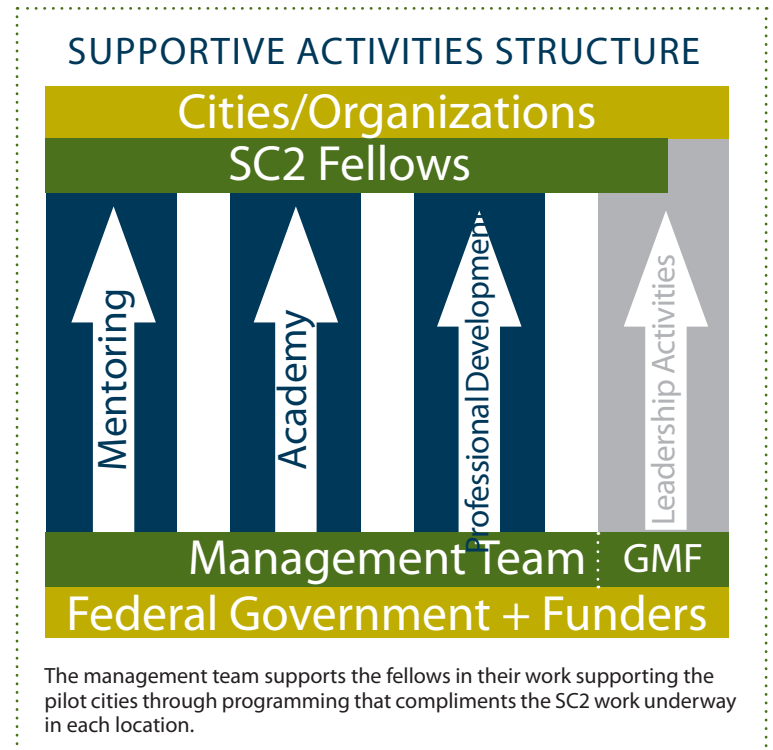 SUPPORTIVE ACTIVITIES STRUCTURE
Cities/Organizations
SC2 Fellows
Mentoring
Academy
Professional Development
Leadership Activities
Management Team
GMF
Federal Government + Funders
The management team supports the fellows in their work supporting the
pilot cities through programming that compliments the SC2 work underway
in each location.